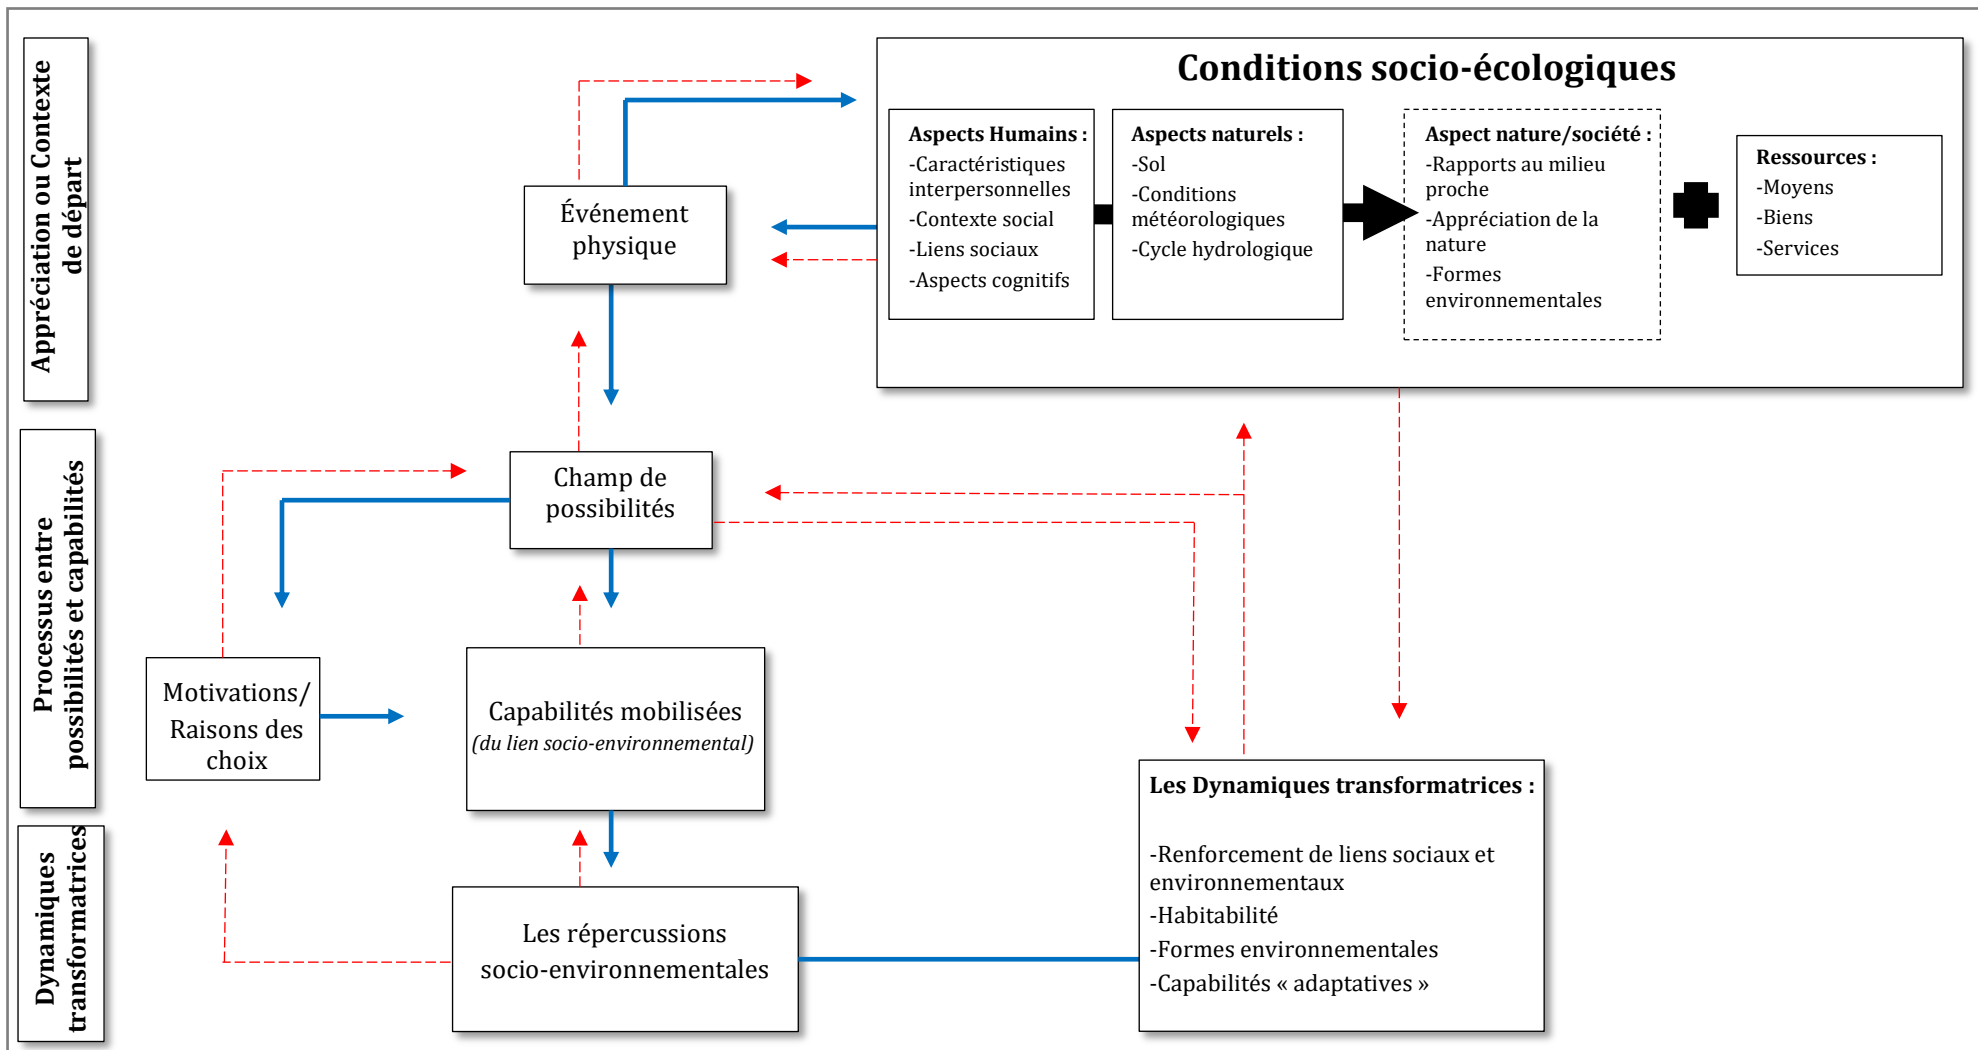 Appréciation ou Contexte
de départ
Conditions socio-écologiques
Aspects Humains :
-Caractéristiques
interpersonnelles
-Contexte social
-Liens sociaux
-Aspects cognitifs
Aspects naturels :
-Sol
-Conditions
météorologiques
-Cycle hydrologique
Aspect nature/société :
-Rapports au milieu
proche
-Appréciation de la
nature
-Formes
environnementales
Ressources :
-Moyens
-Biens
-Services
Événement
physique
Processus entre
possibilités et capabilités
Champ de
possibilités
Motivations/
Raisons des
choix
Capabilités mobilisées
(du lien socio-environnemental)
Dynamiques
transformatrices
Les répercussions
socio-environnementales
Les Dynamiques transformatrices :
-Renforcement de liens sociaux et
environnementaux
-Habitabilité
-Formes environnementales
-Capabilités « adaptatives »